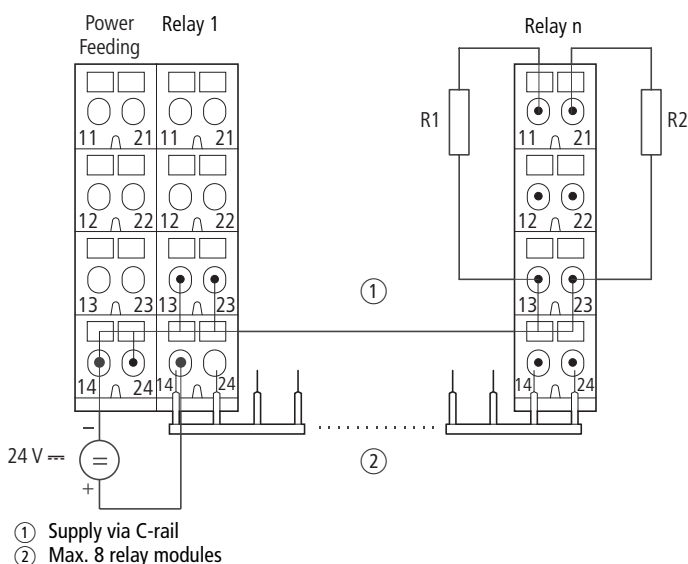 Power Feeding
Relay 1
Relay n
11 21 11 21
11 21
R1
R2
12 22 12 22
12 22
13 23 13 23
13 23
①
14 24 14 24
14 24
−
24 V ⎓
=
+
②
① Supply via C-rail
② Max. 8 relay modules